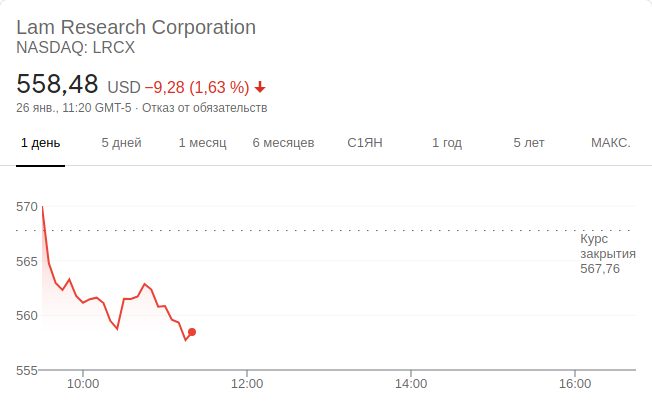 Lam Research Corporation
NASDAQ: LRCX
558,48 USD −9,28 (1,63 %)
26 янв., 11:20 GMT-5 · Отказ от обязательств
1 день 5 дней 1 месяц 6 месяцев С1ЯН 1 год 5 лет МАКС.
570
Курс
закрытия
567,76
565
560
555
10:00 12:00 14:00 16:00